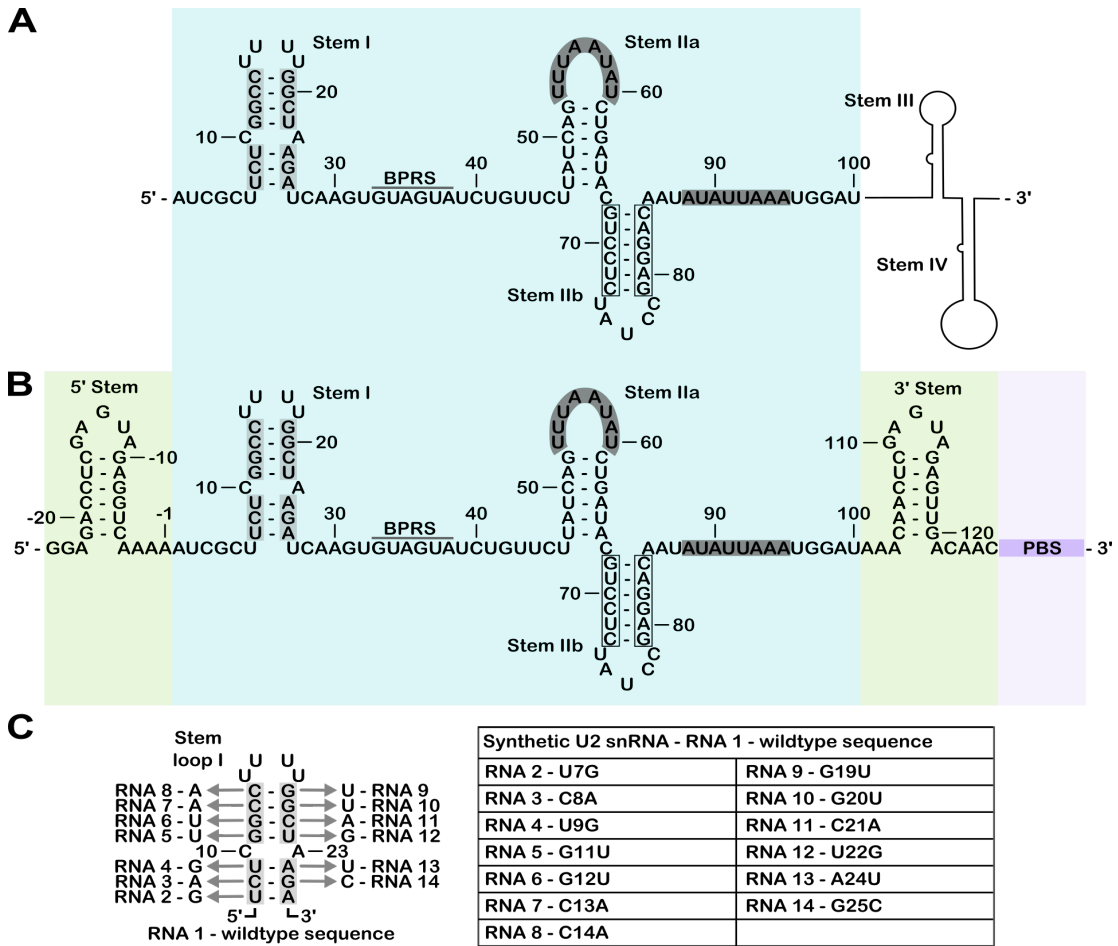 A
U U Stem I
U U
C - G
C - G 20
G - C
G - U
10 C A
U - A
C - G
U - A
A A Stem IIa
U U
U A
U U 60
G - C
A - U
50 C - G
U - A
A - U
U - A
Stem III
30 BPRS 40 90 100
5' - AUCGCU UCAAGUGUAGUAUCUGUUCU C AAUAUAUUAAAUGGAU - 3'
G - C
U - A
70 C - G
C - G
U - A 80
Stem IIb C - G
U C
A C
U
Stem IV
B
5' Stem
G
A U
G A -10
C - G
U - A
C - G
C - G
-20 A - U
G - C
-1
U U Stem I
U U
C - G
C - G 20
G - C
G - U
10 C A
U - A
C - G
U - A
A A Stem IIa
U U
U A
U U 60
G - C
A - U
50 C - G
U - A
A - U
U - A
3' Stem
G
A U
110 G A
C - G
U - A
C - G
A - U
A - U
C - G 120
30 BPRS 40 90 100
5' - GGA AAAAAUCGCU UCAAGUGUAGUAUCUGUUCU C AAUAUAUUAAAUGGAUAAA ACAAC PBS - 3'
G - C
U - A
70 C - G
C - G
U - A 80
Stem IIb C - G
U C
A C
U
C
Stem
loop I
U U
U U
RNA 8 - A C - G U - RNA 9
RNA 7 - A C - G U - RNA 10
RNA 6 - U G - C A - RNA 11
RNA 5 - U G - U G - RNA 12
10 C A 23
RNA 4 - G U - A U - RNA 13
RNA 3 - A C - G C - RNA 14
RNA 2 - G U - A
5' 3'
RNA 1 - wildtype sequence
Synthetic U2 snRNA - RNA 1 - wildtype sequence
RNA 2 - U7G RNA 9 - G19U
RNA 3 - C8A RNA 10 - G20U
RNA 4 - U9G RNA 11 - C21A
RNA 5 - G11U RNA 12 - U22G
RNA 6 - G12U RNA 13 - A24U
RNA 7 - C13A RNA 14 - G25C
RNA 8 - C14A